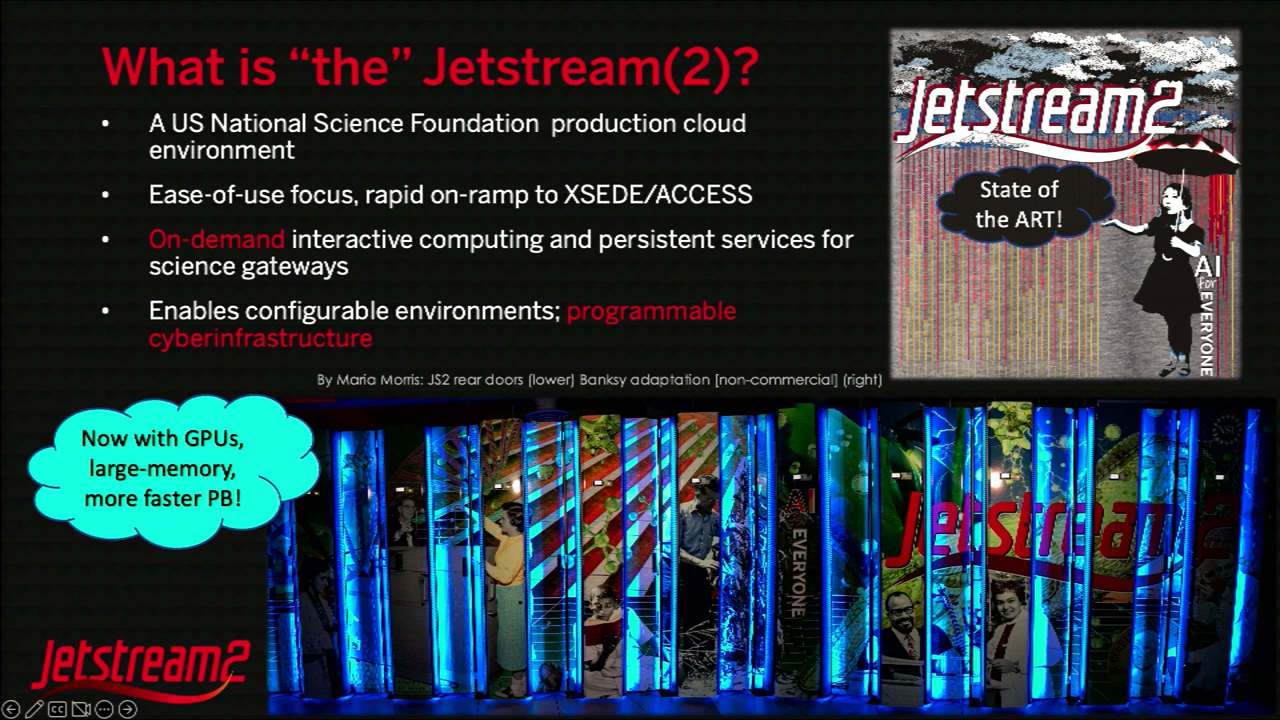 What is “the” Jetstream(2)?
• A US National Science Foundation production cloud
environment
• Ease-of-use focus, rapid on-ramp to XSEDE/ACCESS
• On-demand interactive computing and persistent services for
science gateways
• Enables configurable environments; programmable
cyberinfrastructure
By Maria Morris: JS2 rear doors (lower) Banksy adaptation [non-commercial] (right)
Jetstream2
State of
the ART!
AI
for
EVERYONE
Now with GPUs,
large-memory,
more faster PB!
AI
EVERYONE
Jetstream2
NSF
Jetstream2
CC